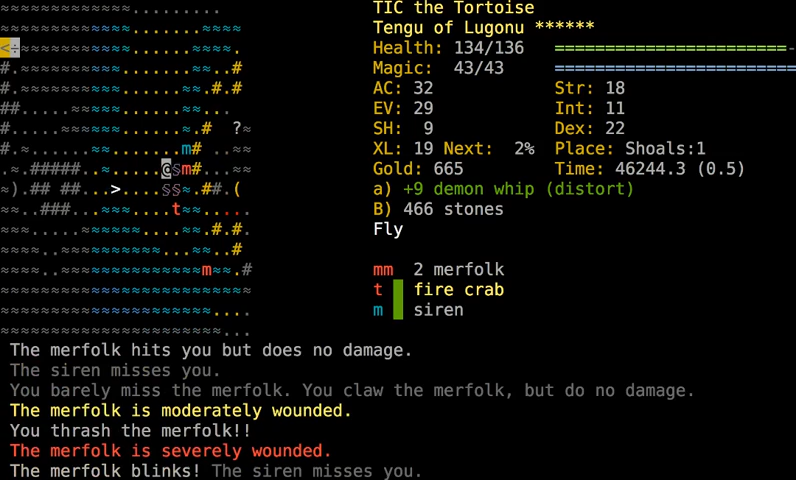 TIC the Tortoise
Tengu of Lugonu ******
Health: 134/136
Magic: 43/43
AC: 32 Str: 18
EV: 29 Int: 11
SH: 9 Dex: 22
XL: 19 Next: 2% Place: Shoals:1
Gold: 665 Time: 46244.3 (0.5)
a) +9 demon whip (distort)
B) 466 stones
Fly
mm 2 merfolk
t fire crab
m siren
The merfolk hits you but does no damage.
The siren misses you.
You barely miss the merfolk. You claw the merfolk, but do no damage.
The merfolk is moderately wounded.
You thrash the merfolk!!
The merfolk is severely wounded.
The merfolk blinks! The siren misses you.